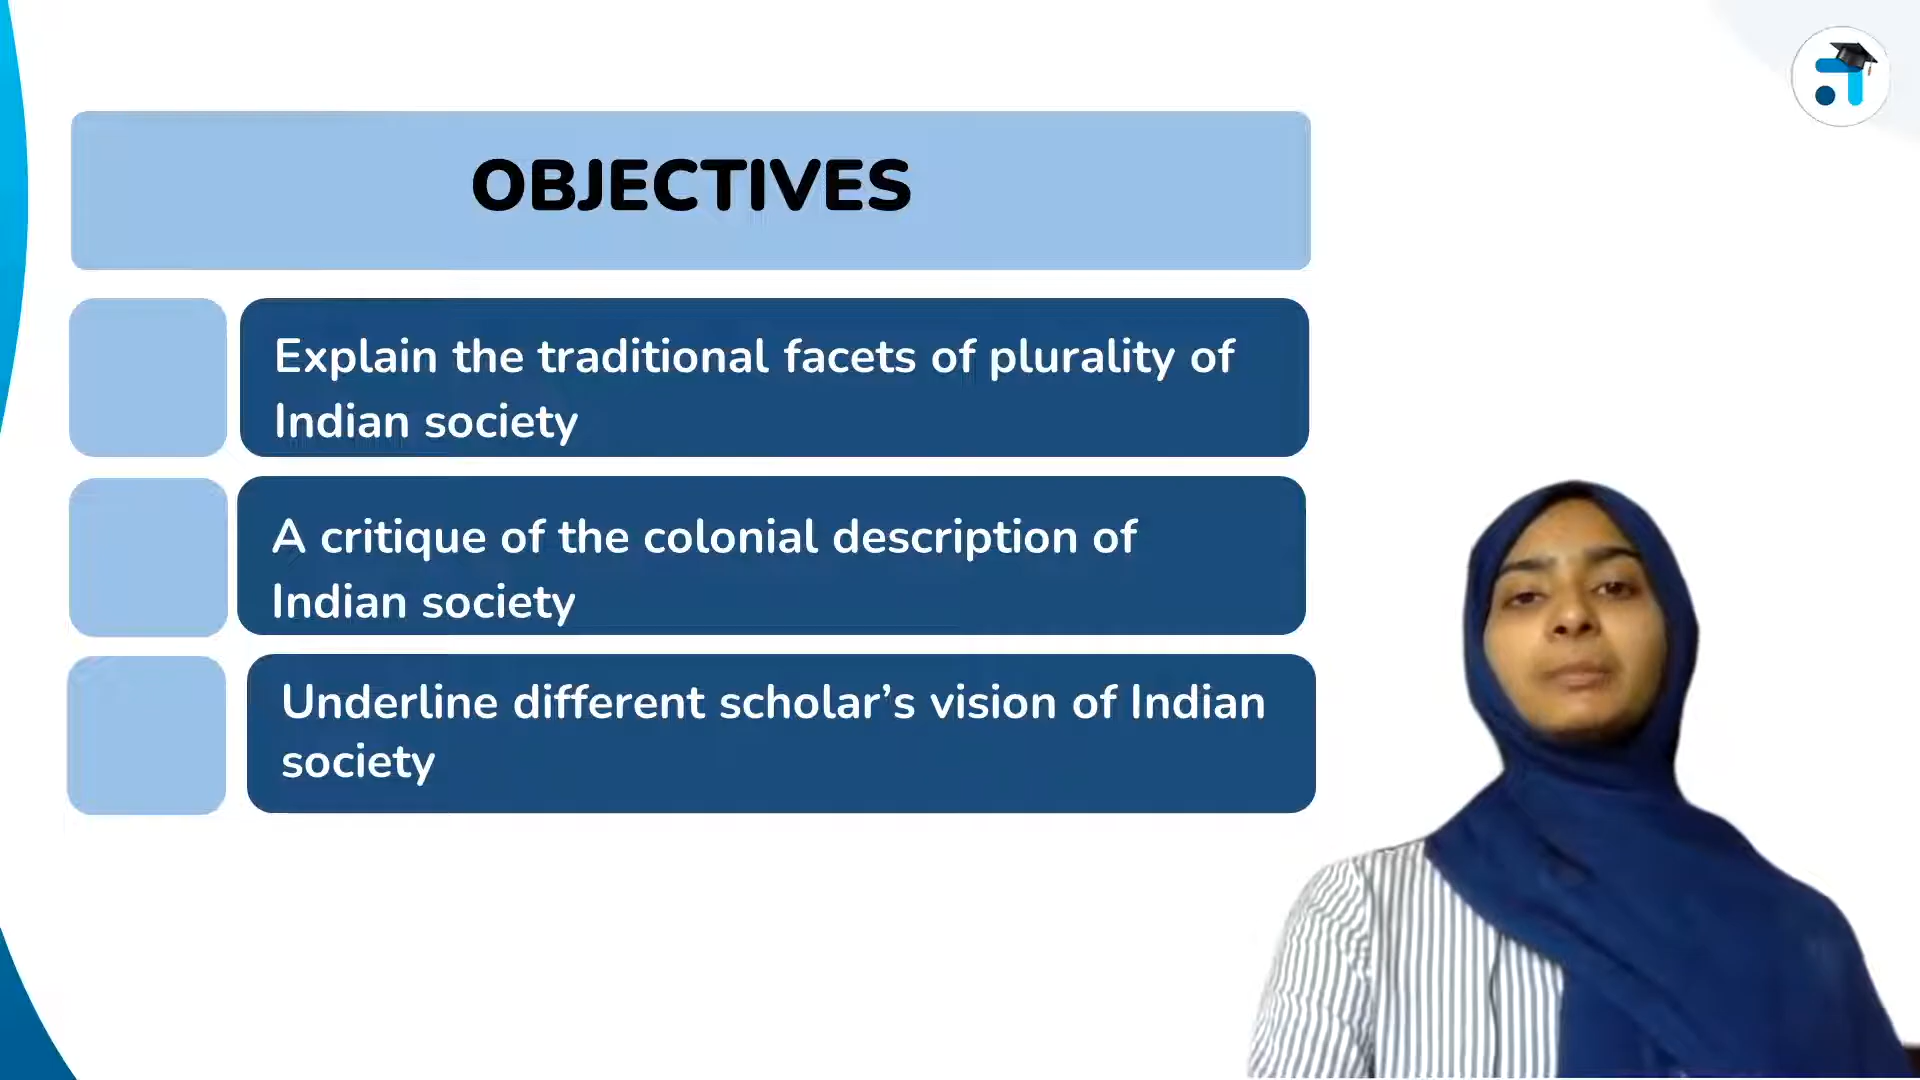 OBJECTIVES
Explain the traditional facets of plurality of
Indian society
A critique of the colonial description of
Indian society
Underline different scholar’s vision of Indian
society